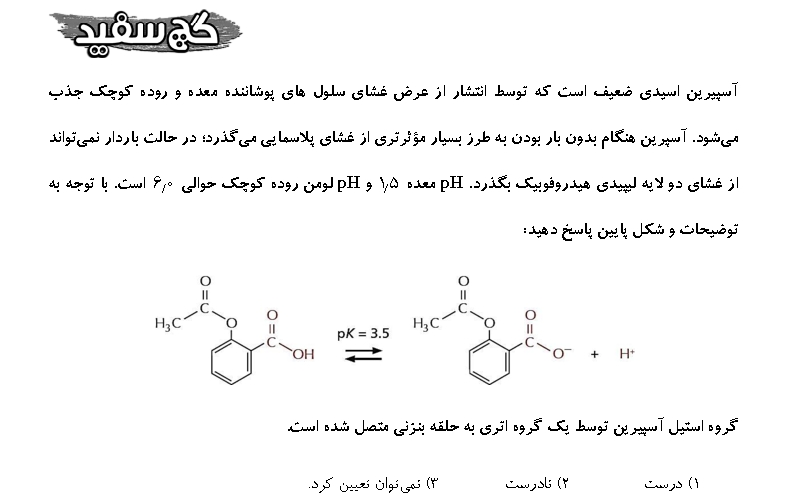 گچ سفید
آسپیرین اسیدی ضعیف است که توسط انتشار از عرض غشای سلول های پوشاننده معده و روده کوچک جذب
می‌شود. آسپرین هنگام بدون بار بودن به طرز بسیار مؤثرتری از غشای پلاسمایی می‌گذرد؛ در حالت باردار نمی‌تواند
از غشای دو لایه لیپیدی هیدروفوبیک بگذرد. pH معده ۱٫۵ و pH لومن روده کوچک حوالی ۶٫۰ است. با توجه به
توضیحات و شکل پایین پاسخ دهید:
O
C
H₃C
O
O
C
OH
pK = 3.5
O
C
H₃C
O
O
C
O⁻
+
H⁺
گروه استیل آسپیرین توسط یک گروه اتری به حلقه بنزنی متصل شده است.
۱) درست ۲) نادرست ۳) نمی‌توان تعیین کرد.